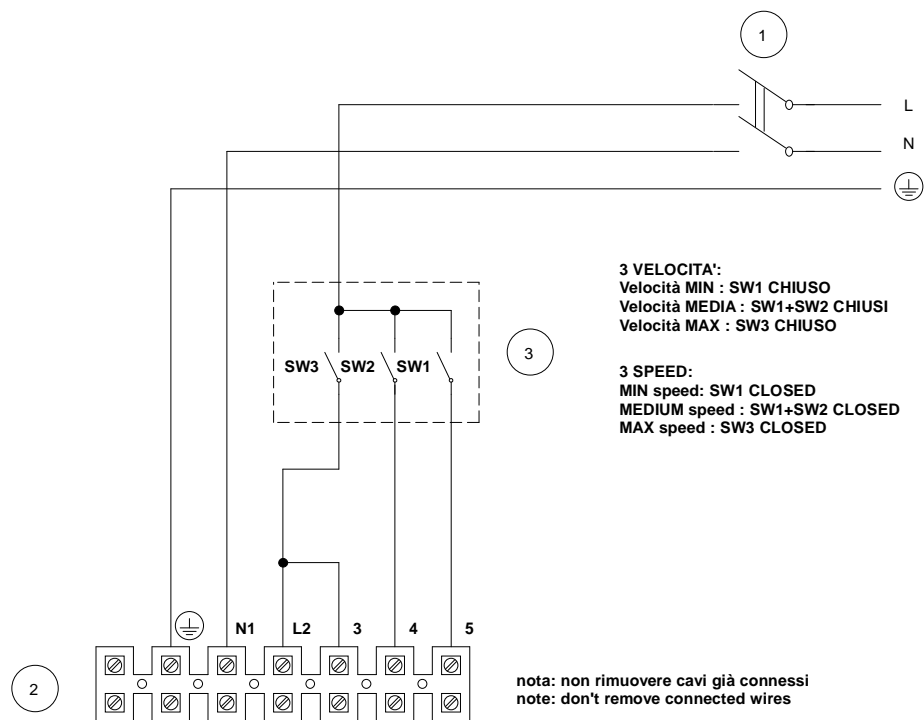 1
L
N
3 VELOCITA':
Velocità MIN : SW1 CHIUSO
Velocità MEDIA : SW1+SW2 CHIUSI
Velocità MAX : SW3 CHIUSO
3
SW3 SW2 SW1
3 SPEED:
MIN speed: SW1 CLOSED
MEDIUM speed : SW1+SW2 CLOSED
MAX speed : SW3 CLOSED
N1 L2 3 4 5
2
nota: non rimuovere cavi già connessi
note: don't remove connected wires